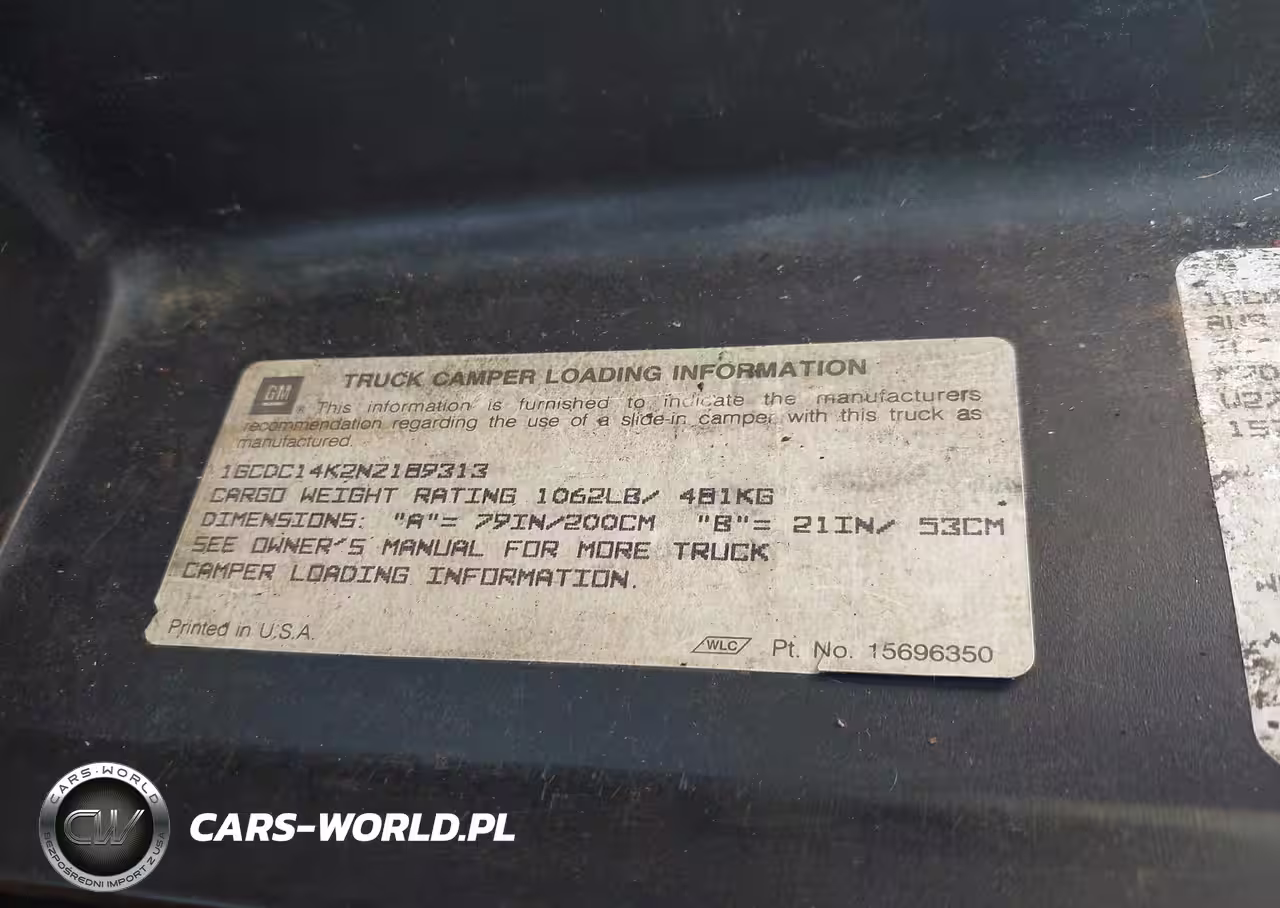 GM
TRUCK CAMPER LOADING INFORMATION
® This information is furnished to indicate the manufacturers
recommendation regarding the use of a slide-in camper with this truck as
manufactured.
1GCDC14K2NZ189313
CARGO WEIGHT RATING 1062LB/ 481KG
DIMENSIONS: "A"= 79IN/200CM "B"= 21IN/ 53CM
SEE OWNER'S MANUAL FOR MORE TRUCK
CAMPER LOADING INFORMATION.
Printed in U.S.A.
WLC Pt. No. 15696350
CARS-WORLD
CW
BEZPOŚREDNI IMPORT Z USA
CARS-WORLD.PL